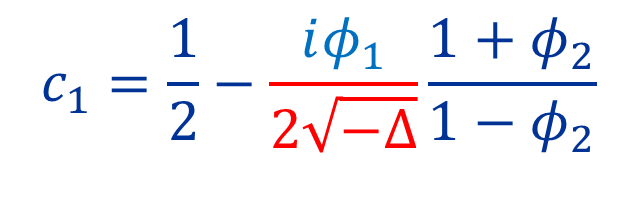 c₁ = 1/2 − iϕ₁/(2√(−Δ)) (1 + ϕ₂)/(1 − ϕ₂)